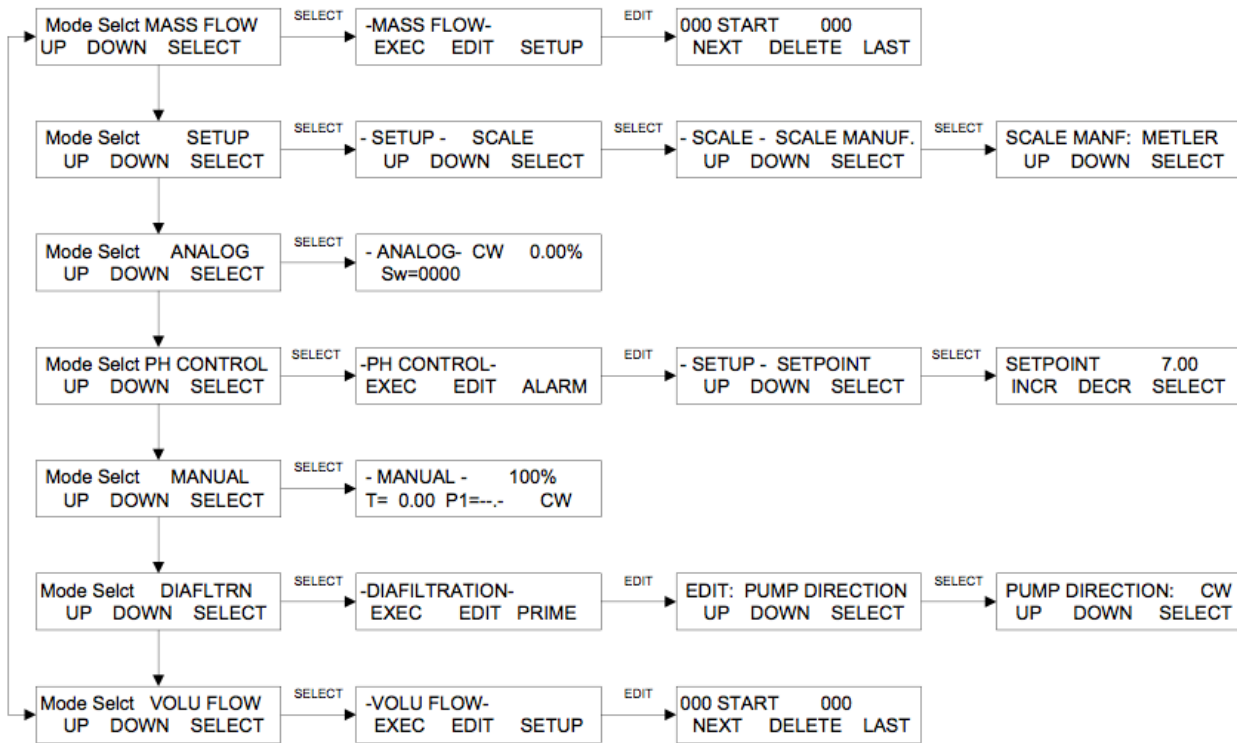 Mode Selct MASS FLOW
UP DOWN SELECT
SELECT
-MASS FLOW-
EXEC EDIT SETUP
EDIT
000 START 000
NEXT DELETE LAST
Mode Selct SETUP
UP DOWN SELECT
SELECT
- SETUP - SCALE
UP DOWN SELECT
SELECT
- SCALE - SCALE MANUF.
UP DOWN SELECT
SELECT
SCALE MANF: METLER
UP DOWN SELECT
Mode Selct ANALOG
UP DOWN SELECT
SELECT
- ANALOG- CW 0.00%
Sw=0000
Mode Selct PH CONTROL
UP DOWN SELECT
SELECT
-PH CONTROL-
EXEC EDIT ALARM
EDIT
- SETUP - SETPOINT
UP DOWN SELECT
SELECT
SETPOINT 7.00
INCR DECR SELECT
Mode Selct MANUAL
UP DOWN SELECT
SELECT
- MANUAL - 100%
T= 0.00 P1=--.- CW
Mode Selct DIAFLTRN
UP DOWN SELECT
SELECT
-DIAFILTRATION-
EXEC EDIT PRIME
EDIT
EDIT: PUMP DIRECTION
UP DOWN SELECT
SELECT
PUMP DIRECTION: CW
UP DOWN SELECT
Mode Selct VOLU FLOW
UP DOWN SELECT
SELECT
-VOLU FLOW-
EXEC EDIT SETUP
EDIT
000 START 000
NEXT DELETE LAST